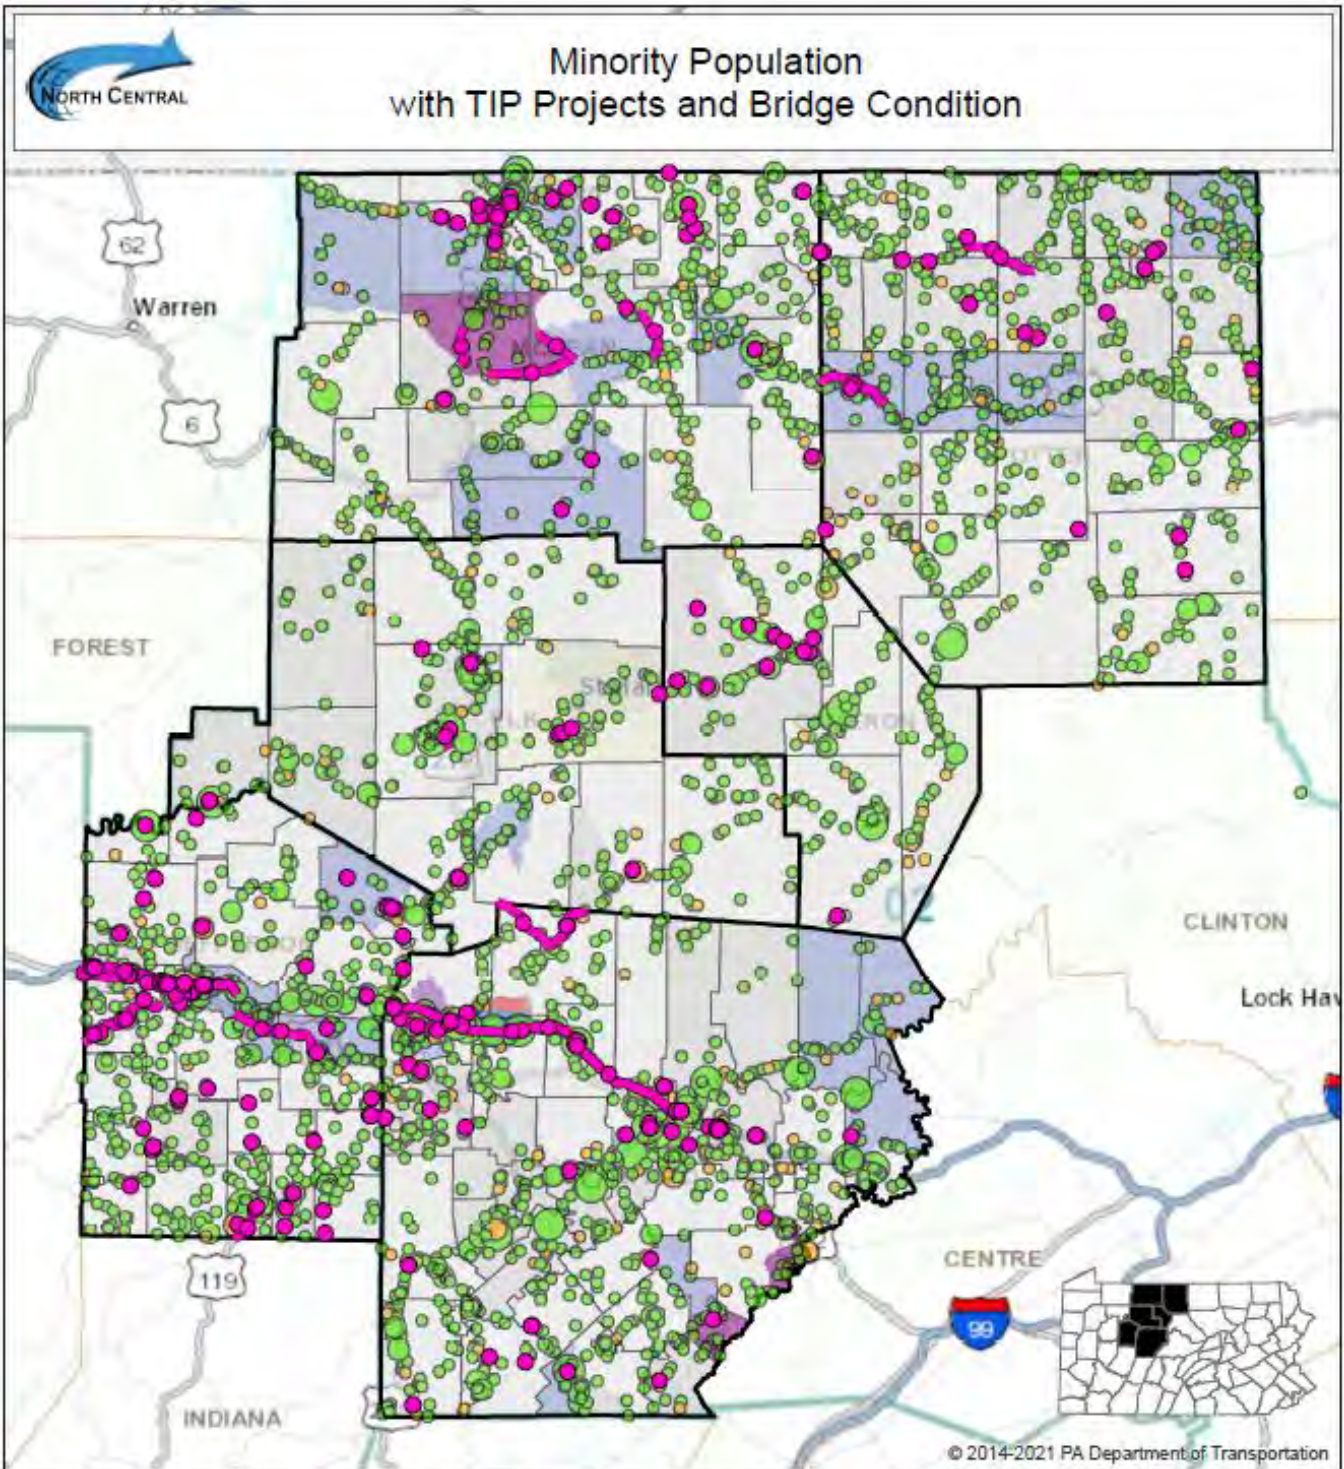 NORTH CENTRAL
Minority Population
with TIP Projects and Bridge Condition
62
Warren
6
FOREST
ELK
CLINTON
Lock Hav
CENTRE
119
99
INDIANA
© 2014-2021 PA Department of Transportation